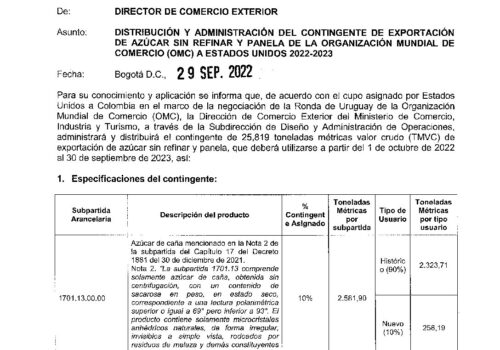 De: DIRECTOR DE COMERCIO EXTERIOR
Asunto: DISTRIBUCIÓN Y ADMINISTRACIÓN DEL CONTINGENTE DE EXPORTACIÓN
DE AZÚCAR SIN REFINAR Y PANELA DE LA ORGANIZACIÓN MUNDIAL DE
COMERCIO (OMC) A ESTADOS UNIDOS 2022-2023
Fecha: Bogotá D.C., 29 SEP. 2022
Para su conocimiento y aplicación se informa que, de acuerdo con el cupo asignado por Estados
Unidos a Colombia en el marco de la negociación de la Ronda de Uruguay de la Organización
Mundial de Comercio (OMC), la Dirección de Comercio Exterior del Ministerio de Comercio,
Industria y Turismo, a través de la Subdirección de Diseño y Administración de Operaciones,
administrará y distribuirá el contingente de 25,819 toneladas métricas valor crudo (TMVC) de
exportación de azúcar sin refinar y panela, que deberá utilizarse a partir del 1 de octubre de 2022
al 30 de septiembre de 2023, así:
1. Especificaciones del contingente:
Subpartida
Arancelaria
Descripción del producto
%
Contingent
e Asignado
Toneladas
Métricas
por
subpartida
Tipo de
Usuario
Toneladas
Métricas
por tipo
usuario
1701.13.00.00
Azúcar de caña mencionado en la Nota 2 de
la subpartida del Capítulo 17 del Decreto
1881 del 30 de diciembre de 2021.
Nota 2. "La subpartida 1701.13 comprende
solamente azúcar de caña, obtenida sin
centrifugación, con un contenido de
sacarosa en peso, en estado seco,
correspondiente a una lectura polarimétrica
superior o igual a 69° pero inferior a 93°. El
producto contiene solamente microcristales
anhédricos naturales, de forma irregular,
invisibles a simple vista, rodeados por
residuos de melaza y demás constituyentes
10%
2.581,90
Históric
o (90%)
2.323,71
Nuevo
(10%)
258,19